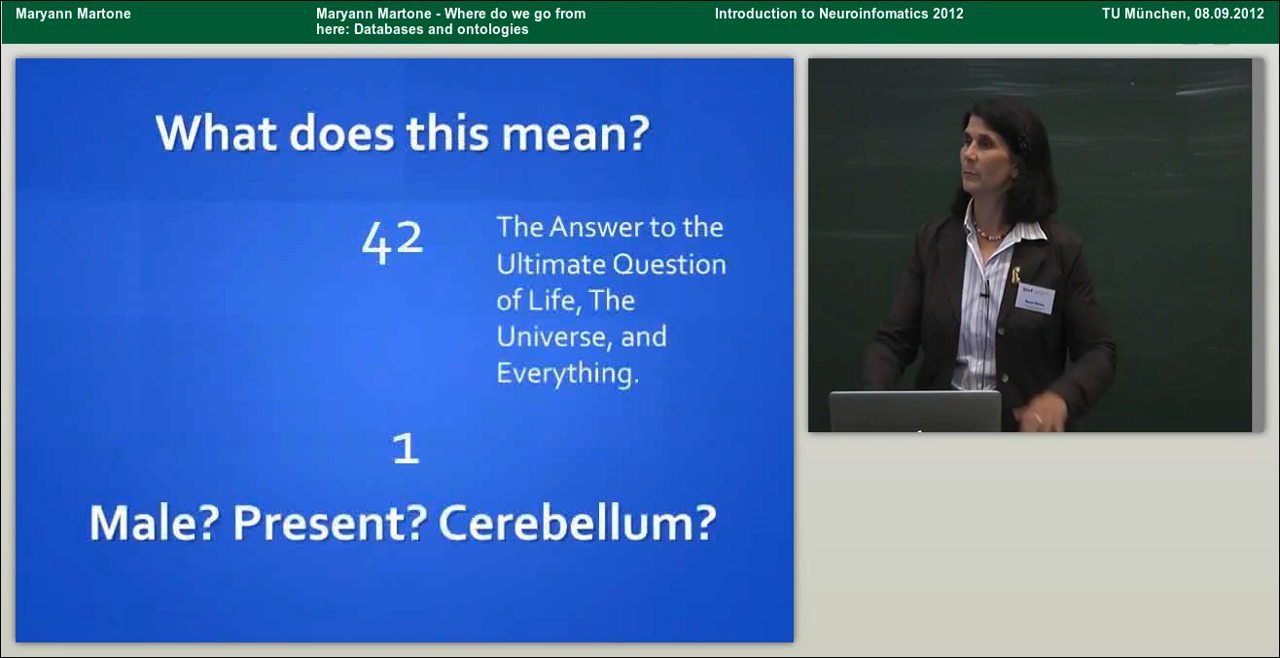 Maryann Martone
Maryann Martone - Where do we go from
here: Databases and ontologies
Introduction to Neuroinfomatics 2012
TU München, 08.09.2012
What does this mean?
42
The Answer to the
Ultimate Question
of Life, The
Universe, and
Everything.
1
Male? Present? Cerebellum?